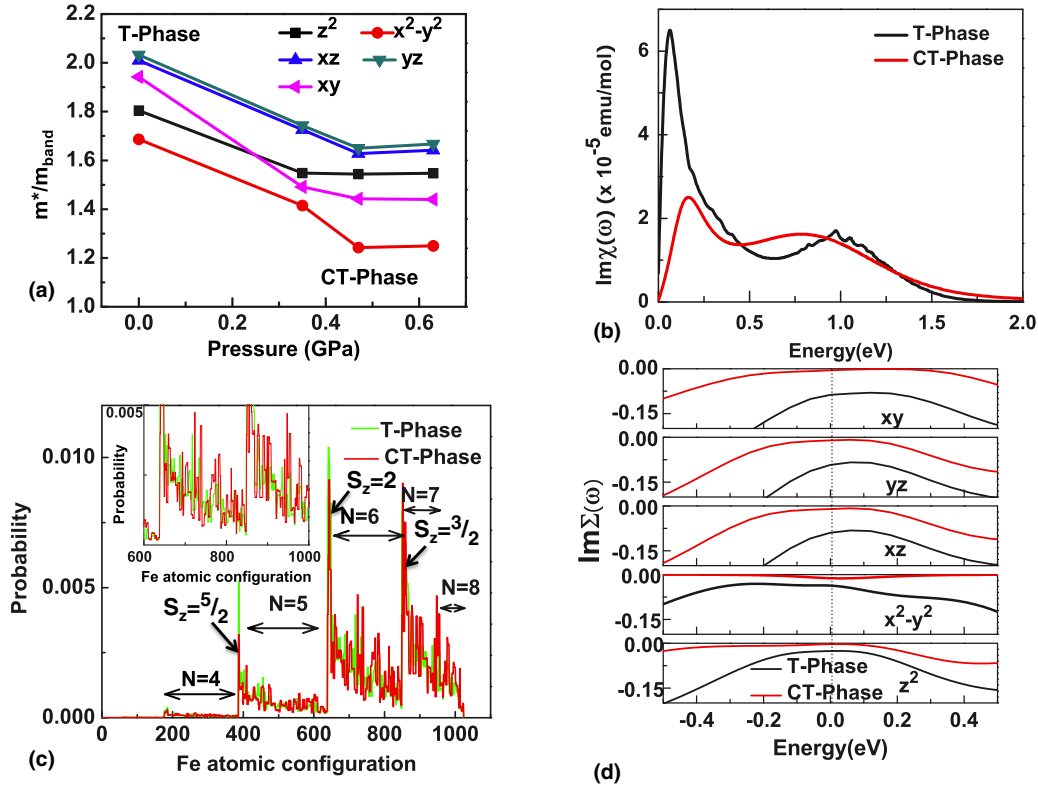 T-Phase
z²
x²-y²
xz
yz
xy
CT-Phase
2.2
2.0
1.8
1.6
1.4
1.2
1.0
0.0
0.2
0.4
0.6
m*/m_band
Pressure (GPa)
(a)
T-Phase
CT-Phase
6
4
2
0
0.0
0.5
1.0
1.5
2.0
Imχ(ω) (x 10⁻⁵emu/mol)
Energy(eV)
(b)
0.005
Probability
600
800
1000
Fe atomic configuration
T-Phase
CT-Phase
S_z=2
N=7
N=6
S_z=3/2
N=8
S_z=5/2
N=5
N=4
0.010
0.005
0.000
0
200
400
600
800
1000
Probability
Fe atomic configuration
(c)
0.00
-0.15
xy
0.00
-0.15
yz
0.00
-0.15
xz
0.00
-0.15
x²-y²
0.00
-0.15
T-Phase
CT-Phase
z²
-0.4
-0.2
0.0
0.2
0.4
ImΣ(ω)
Energy(eV)
(d)